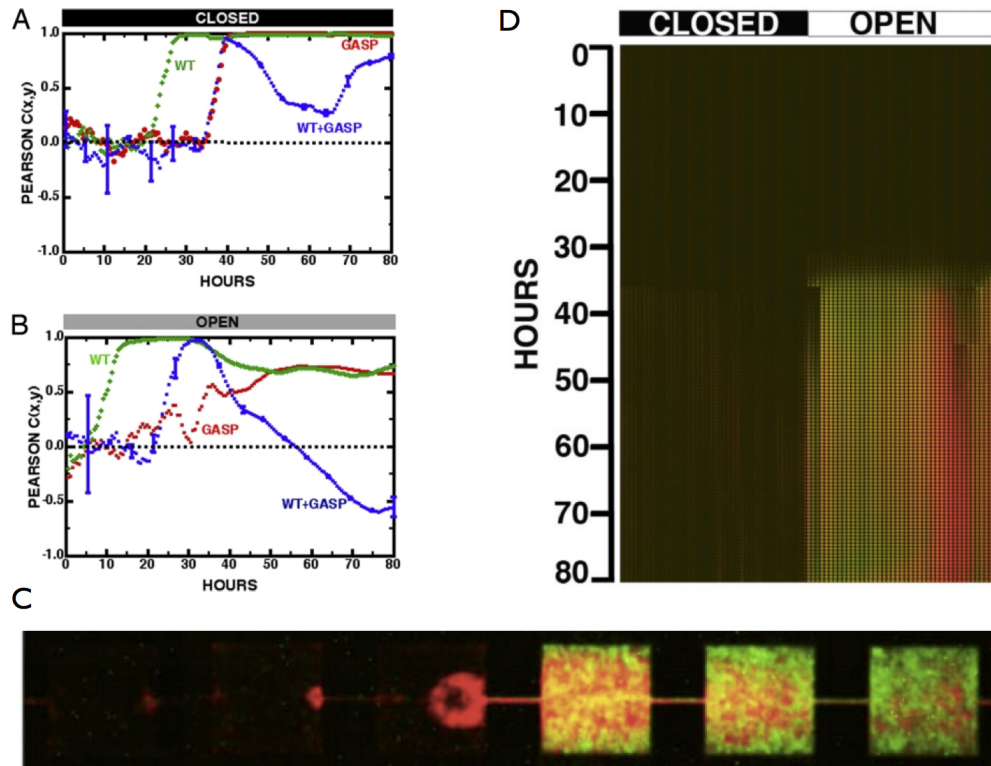 A
CLOSED
PEARSON C(x,y)
1.0
0.5
0.0
-0.5
-1.0
WT
GASP
WT+GASP
0 10 20 30 40 50 60 70 80
HOURS
B
OPEN
PEARSON C(x,y)
1.0
0.5
0.0
-0.5
-1.0
WT
GASP
WT+GASP
0 10 20 30 40 50 60 70 80
HOURS
C
D
CLOSED OPEN
HOURS
0
10
20
30
40
50
60
70
80